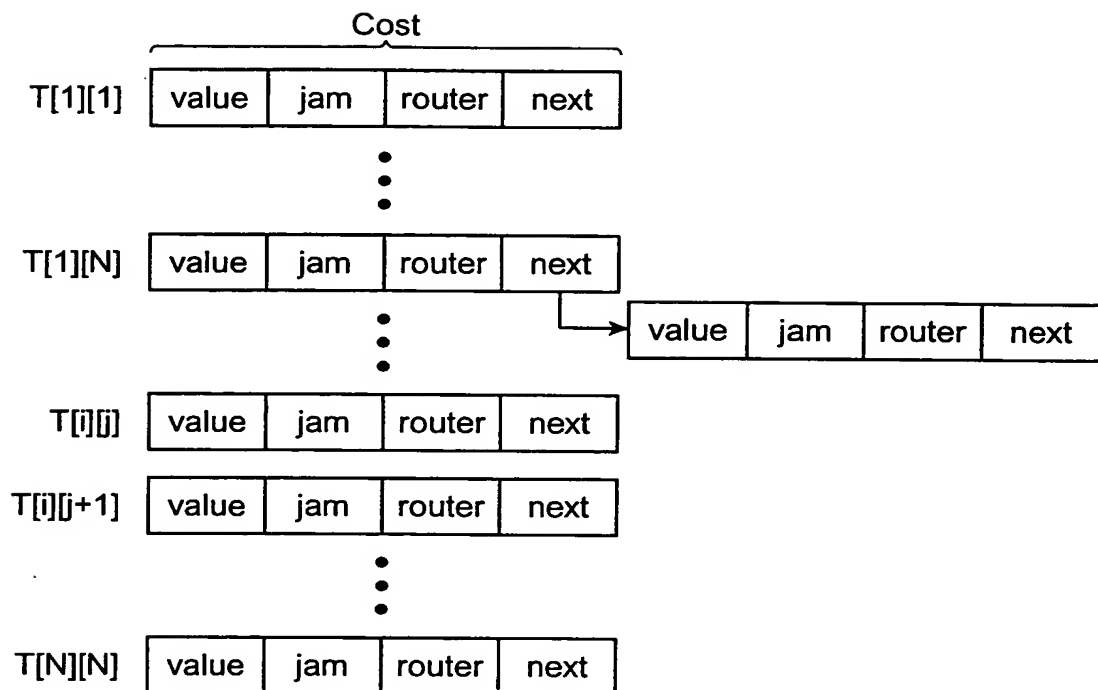 Cost
T[1][1] value jam router next
T[1][N] value jam router next
value jam router next
T[i][j] value jam router next
T[i][j+1] value jam router next
T[N][N] value jam router next